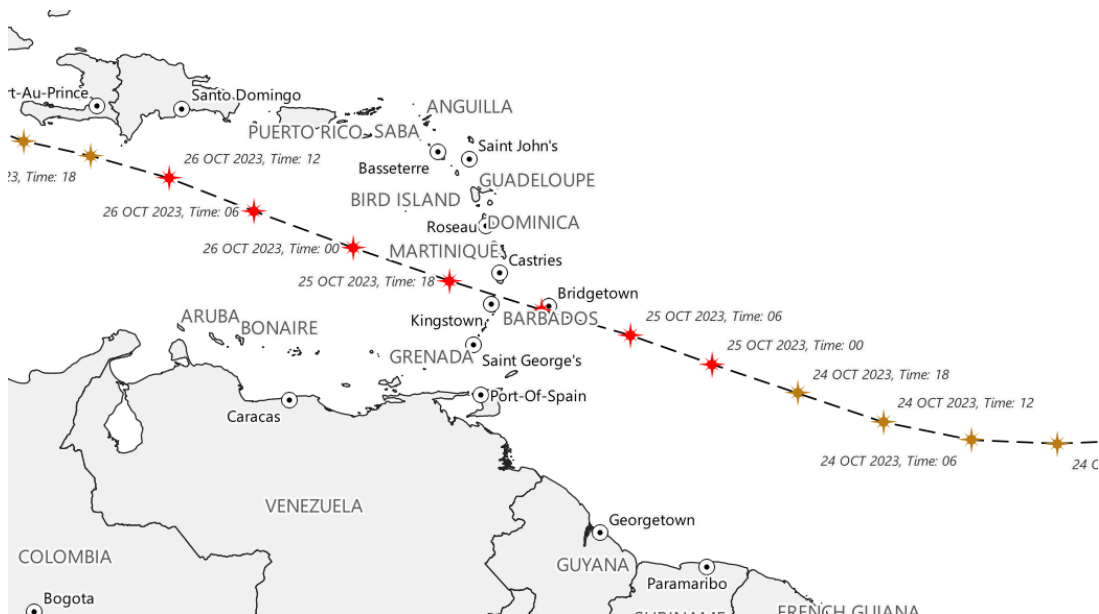 rt-Au-Prince
Santo Domingo
ANGUILLA
PUERTO RICO
SABA
Saint John's
26 OCT 2023, Time: 12
Basseterre
23, Time: 18
GUADELOUPE
BIRD ISLAND
26 OCT 2023, Time: 06
Roseau
DOMINICA
26 OCT 2023, Time: 00
MARTINIQUE
Castries
25 OCT 2023, Time: 18
Bridgetown
ARUBA
BONAIRE
Kingstown
BARBADOS
25 OCT 2023, Time: 06
25 OCT 2023, Time: 00
GRENADA
Saint George's
24 OCT 2023, Time: 18
Port-Of-Spain
24 OCT 2023, Time: 12
Caracas
24 OCT 2023, Time: 06
24 O
VENEZUELA
Georgetown
COLOMBIA
GUYANA
Paramaribo
Bogota
SURINAME
FRENCH GUIANA